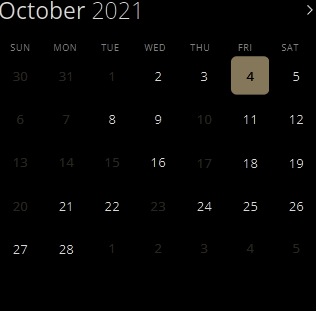 October 2021
SUN MON TUE WED THU FRI SAT
30 31 1 2 3 4 5
6 7 8 9 10 11 12
13 14 15 16 17 18 19
20 21 22 23 24 25 26
27 28 1 2 3 4 5